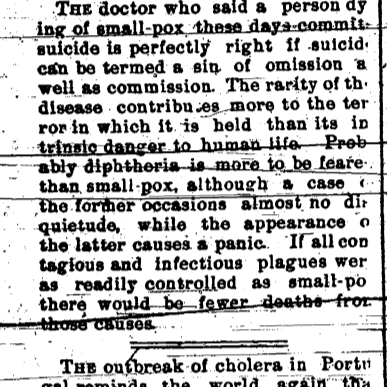 THE doctor who said a person dy
ing of small-pox these days commit
suicide is perfectly right if suicid
can be termed a sin of omission a
well as commission. The rarity of th
disease contributes more to the ter
ror in which it is held than its in
trinsic danger to human life. Prob
ably diphtheria is more to be feare
than small-pox, although a case
the former occasions almost no dis
quietude, while the appearance o
the latter causes a panic. If all con
tagious and infectious plagues wer
as readily controlled as small-po
there would be fewer deaths from
those causes.
THE outbreak of cholera in Portu
gal reminds the world again tha